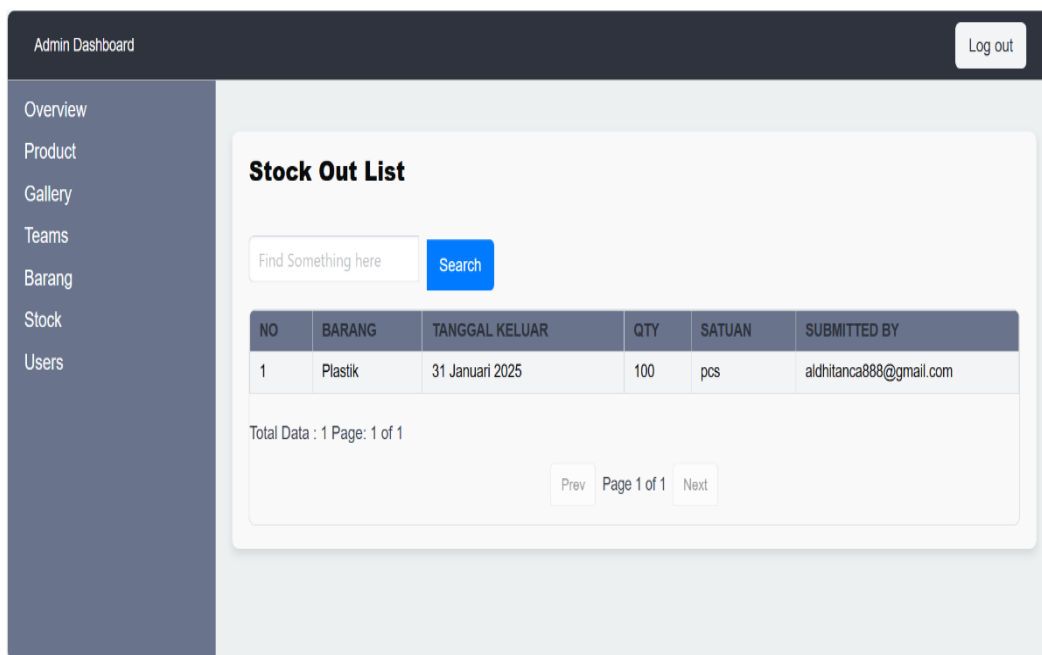 Admin Dashboard Log out
Overview
Product
Gallery
Teams
Barang
Stock
Users
Stock Out List
Find Something here Search
NO BARANG TANGGAL KELUAR QTY SATUAN SUBMITTED BY
1 Plastik 31 Januari 2025 100 pcs aldhitanca888@gmail.com
Total Data : 1 Page: 1 of 1
Prev Page 1 of 1 Next